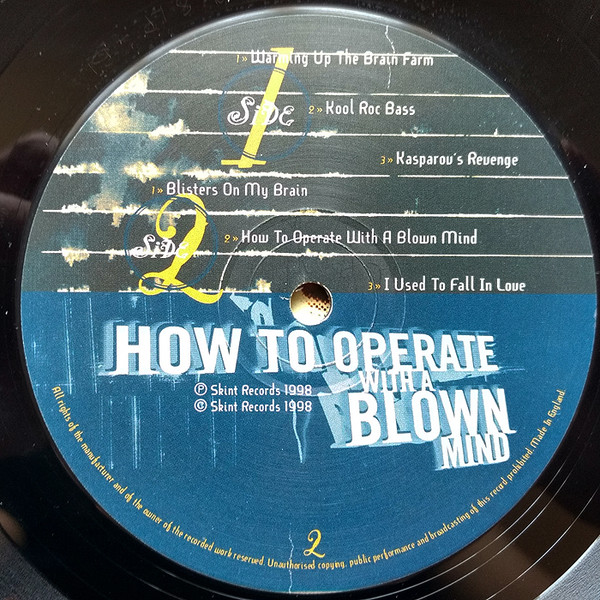 1» Warming Up The Brain Farm
SiDE 1
2» Kool Roc Bass
3» Kasparov's Revenge
1» Blisters On My Brain
SiDE 2
2» How To Operate With A Blown Mind
3» I Used To Fall In Love
HOW TO OPERATE
WITH A
BLOWN
MIND
℗ Skint Records 1998
© Skint Records 1998
All rights of the manufacturer and of the owner of the recorded work reserved. Unauthorised copying, public performance and broadcasting of this record prohibited. Made In England.
2